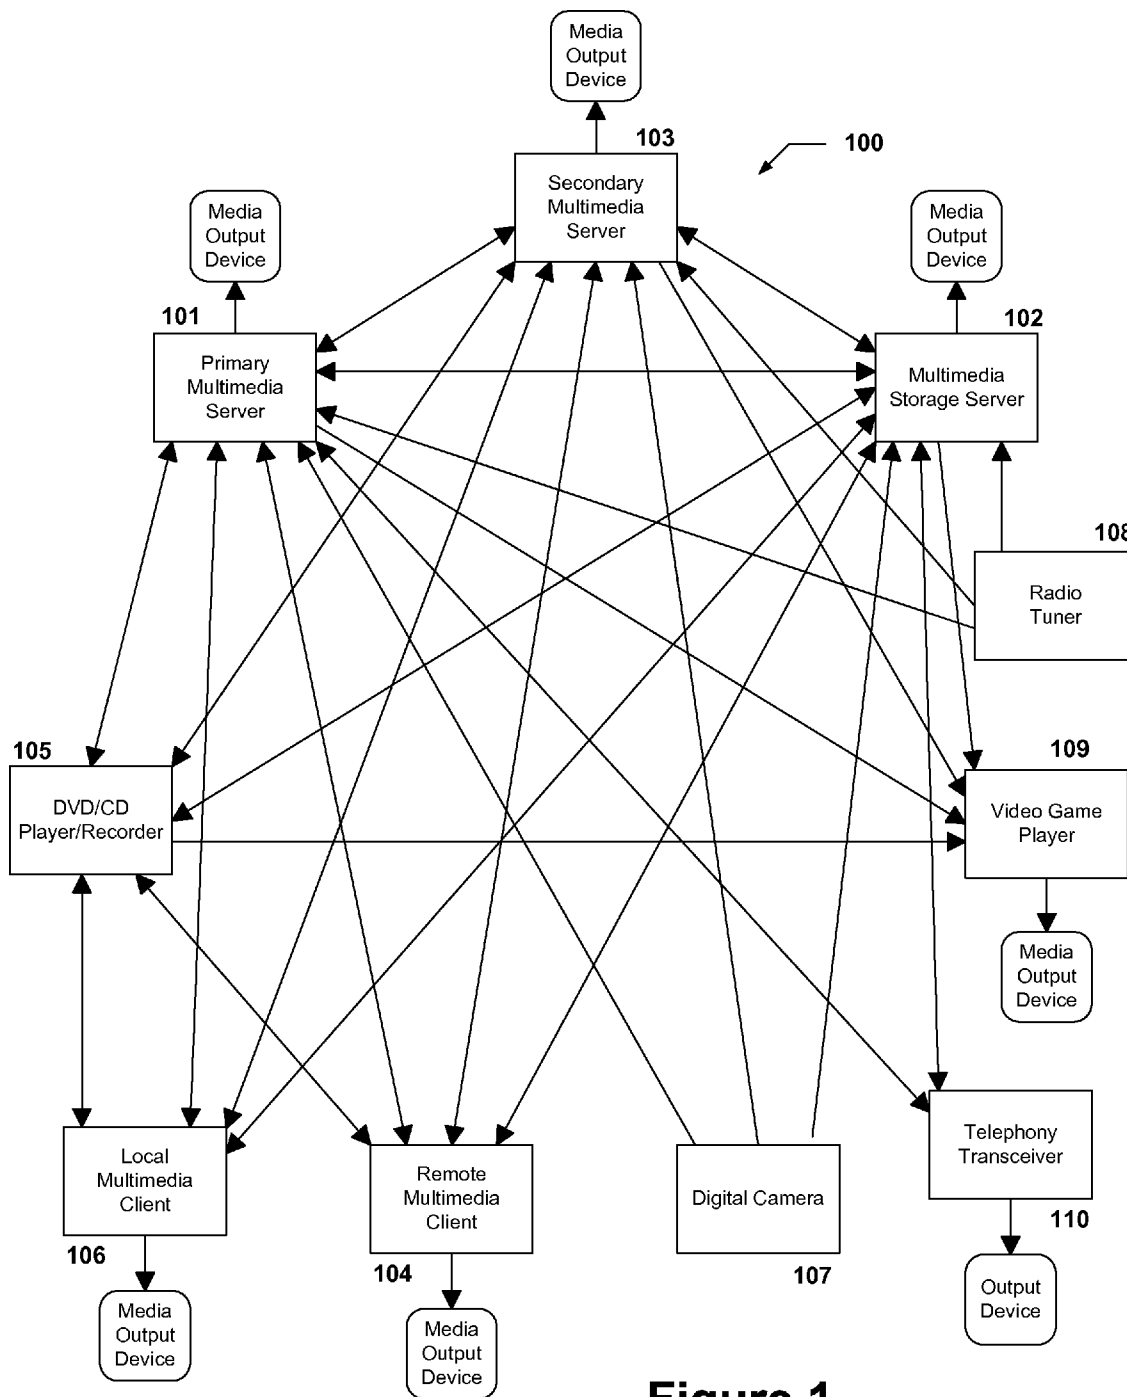 Media
Output
Device
103
100
Secondary
Multimedia
Server
Media
Output
Device
Media
Output
Device
101
102
Primary
Multimedia
Server
Multimedia
Storage Server
108
Radio
Tuner
105
109
DVD/CD
Player/Recorder
Video Game
Player
Media
Output
Device
Local
Multimedia
Client
Remote
Multimedia
Client
Digital Camera
Telephony
Transceiver
106
104
107
110
Media
Output
Device
Media
Output
Device
Output
Device
Figure 1